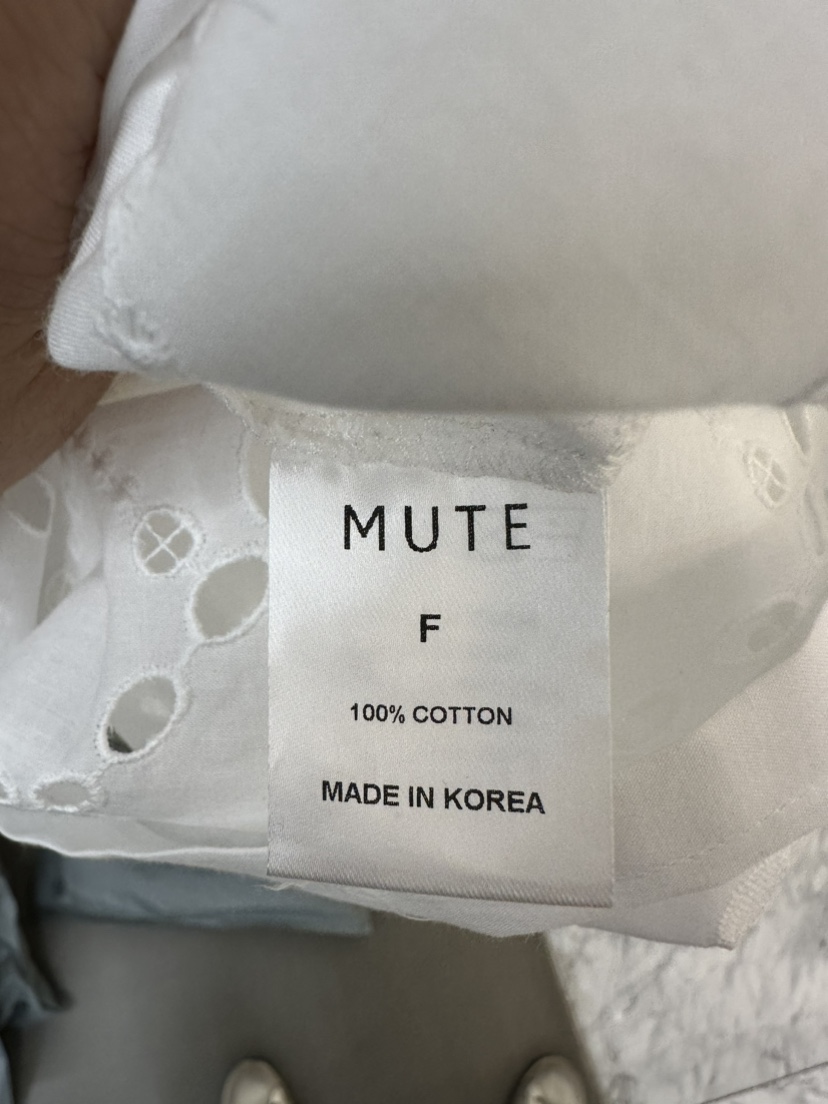 MUTE
F
100% COTTON
MADE IN KOREA